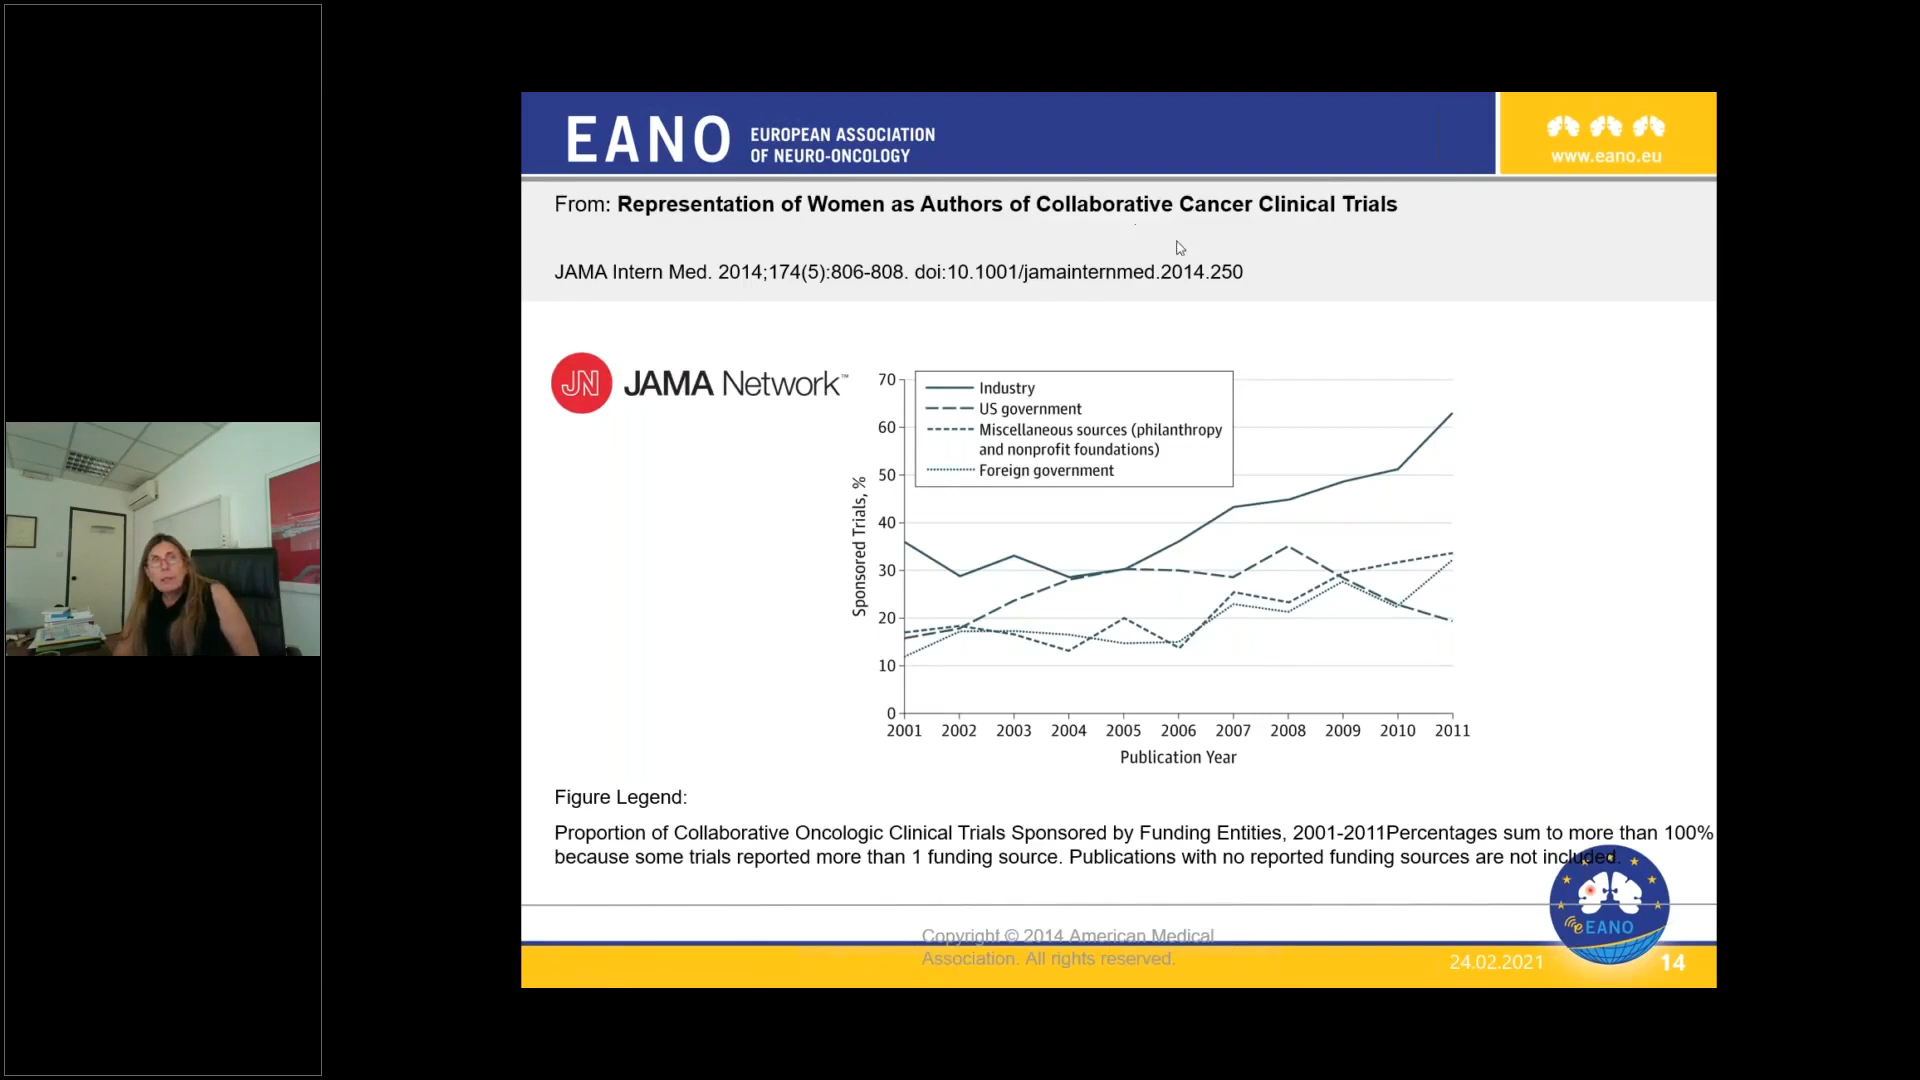 EANO
EUROPEAN ASSOCIATION
OF NEURO-ONCOLOGY
www.eano.eu
From: Representation of Women as Authors of Collaborative Cancer Clinical Trials
JAMA Intern Med. 2014;174(5):806-808. doi:10.1001/jamainternmed.2014.250
JN JAMA Network™
Industry
US government
Miscellaneous sources (philanthropy
and nonprofit foundations)
Foreign government
Sponsored Trials, %
70
60
50
40
30
20
10
0
2001 2002 2003 2004 2005 2006 2007 2008 2009 2010 2011
Publication Year
Figure Legend:
Proportion of Collaborative Oncologic Clinical Trials Sponsored by Funding Entities, 2001-2011Percentages sum to more than 100%
because some trials reported more than 1 funding source. Publications with no reported funding sources are not included.
eEANO
Copyright © 2014 American Medical
Association. All rights reserved.
24.02.2021
14